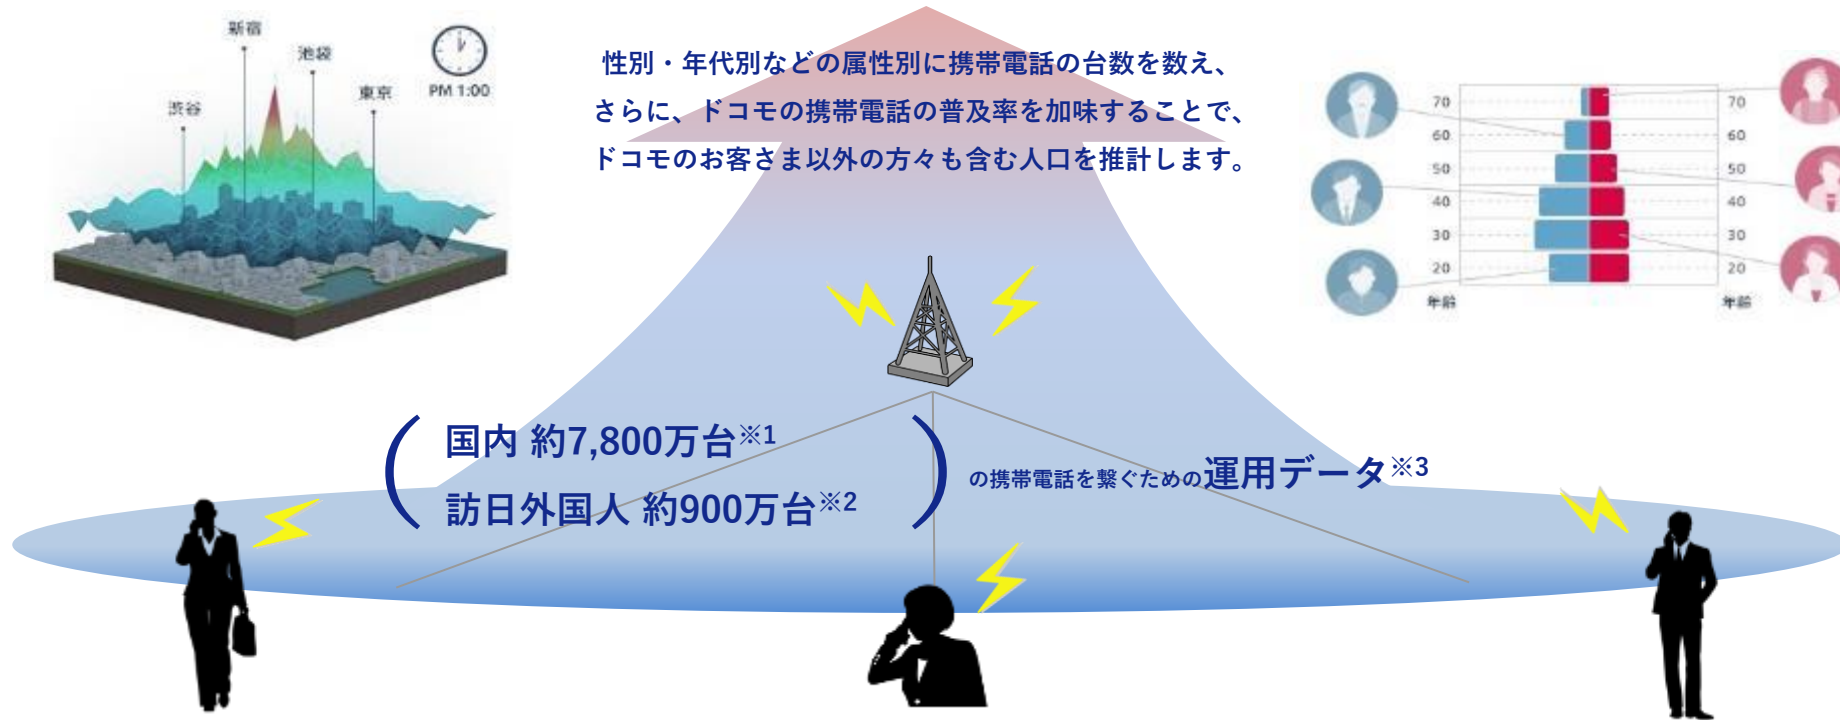 新宿
池袋
渋谷
東京
PM 1:00
性別・年代別などの属性別に携帯電話の台数を数え、
さらに、ドコモの携帯電話の普及率を加味することで、
ドコモのお客さま以外の方々も含む人口を推計します。
70 70
60 60
50 50
40 40
30 30
20 20
年齢 年齢
国内 約7,800万台※1
訪日外国人 約900万台※2
の携帯電話を繋ぐための運用データ※3